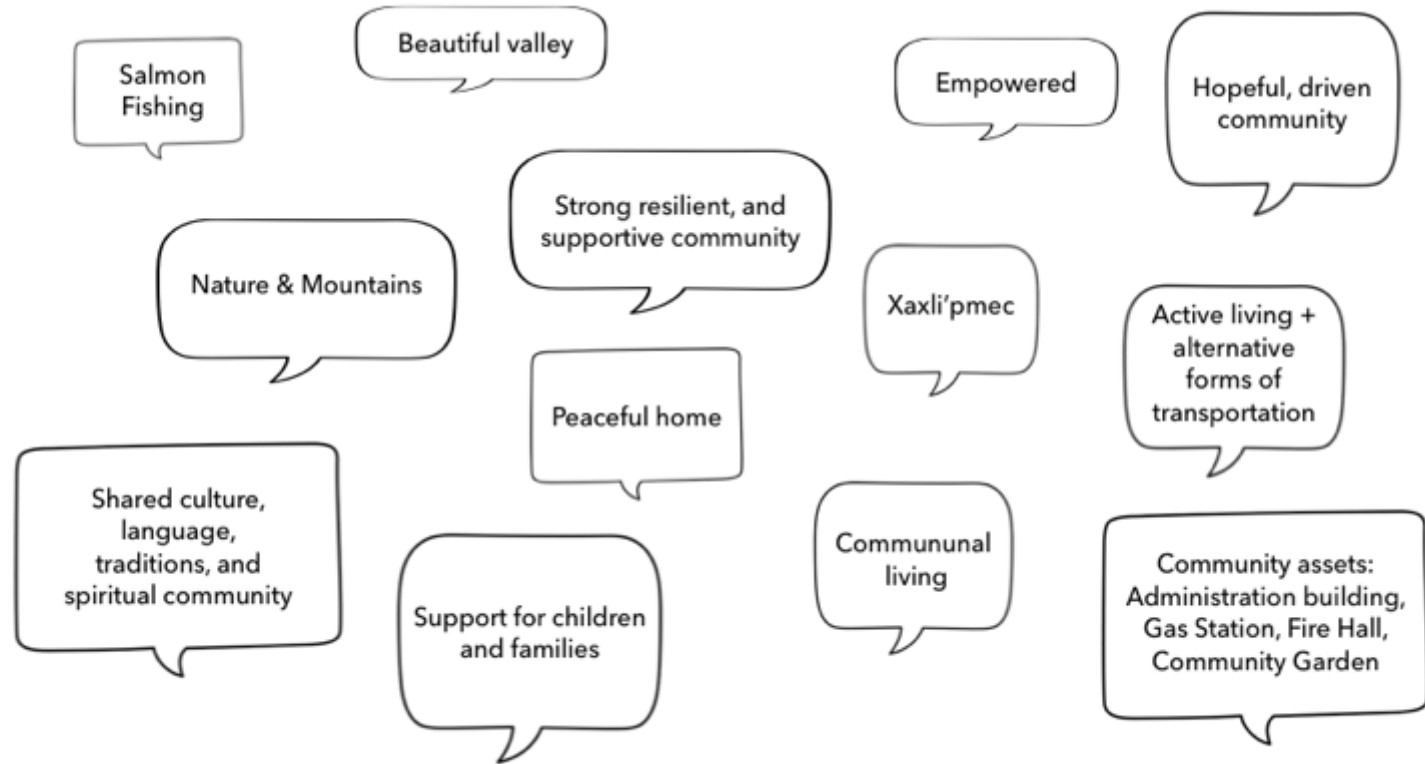 Salmon
Fishing
Beautiful valley
Empowered
Hopeful, driven
community
Strong resilient, and
supportive community
Nature & Mountains
Xaxli'pmec
Active living +
alternative
forms of
transportation
Peaceful home
Shared culture,
language,
traditions, and
spiritual community
Support for children
and families
Commununal
living
Community assets:
Administration building,
Gas Station, Fire Hall,
Community Garden